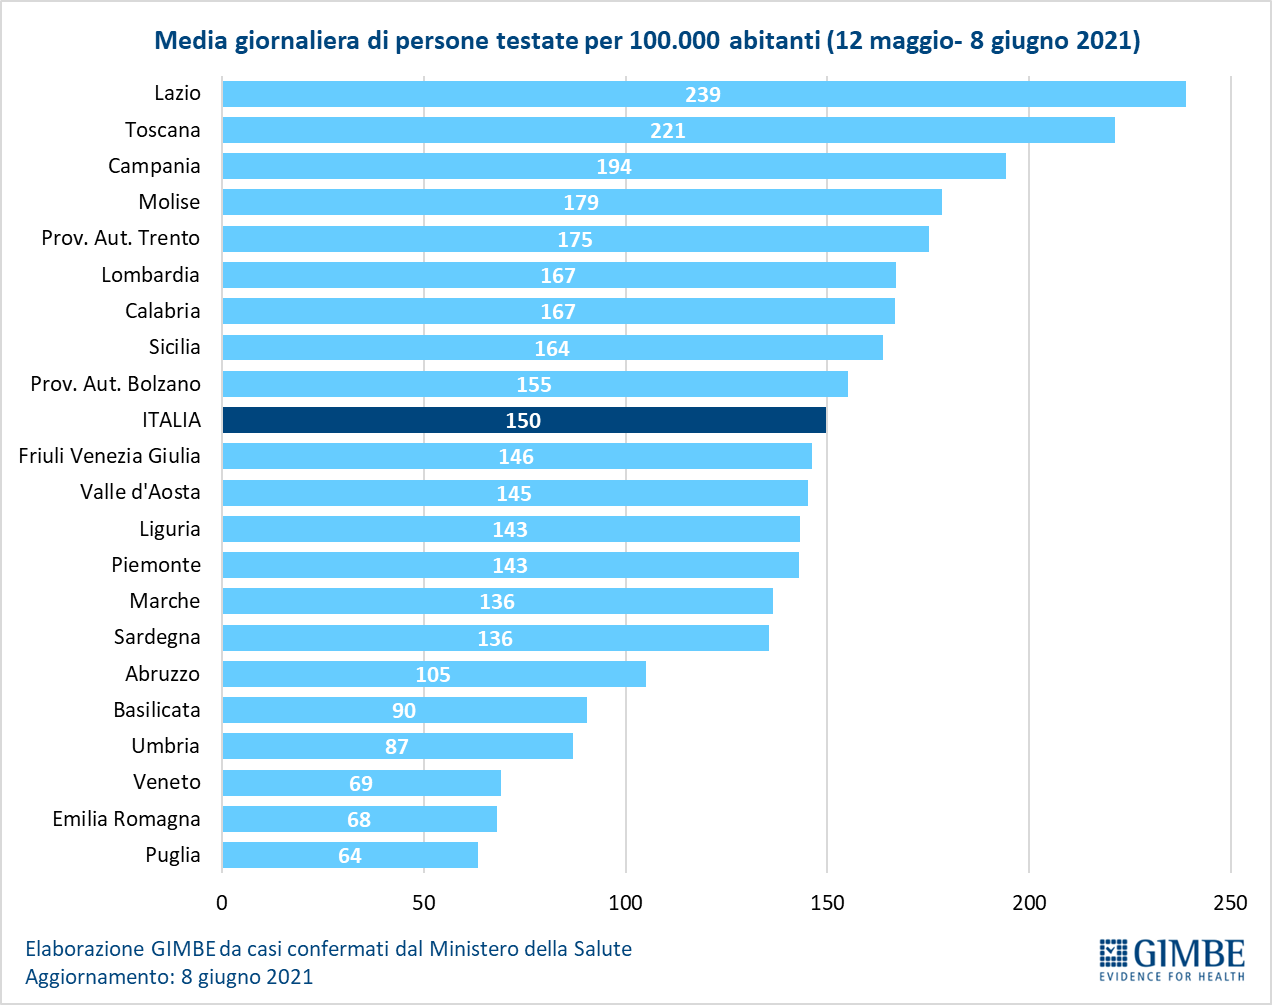 Media giornaliera di persone testate per 100.000 abitanti (12 maggio- 8 giugno 2021)
Lazio 239
Toscana 221
Campania 194
Molise 179
Prov. Aut. Trento 175
Lombardia 167
Calabria 167
Sicilia 164
Prov. Aut. Bolzano 155
ITALIA 150
Friuli Venezia Giulia 146
Valle d'Aosta 145
Liguria 143
Piemonte 143
Marche 136
Sardegna 136
Abruzzo 105
Basilicata 90
Umbria 87
Veneto 69
Emilia Romagna 68
Puglia 64
0 50 100 150 200 250
Elaborazione GIMBE da casi confermati dal Ministero della Salute
Aggiornamento: 8 giugno 2021
GIMBE
EVIDENCE FOR HEALTH